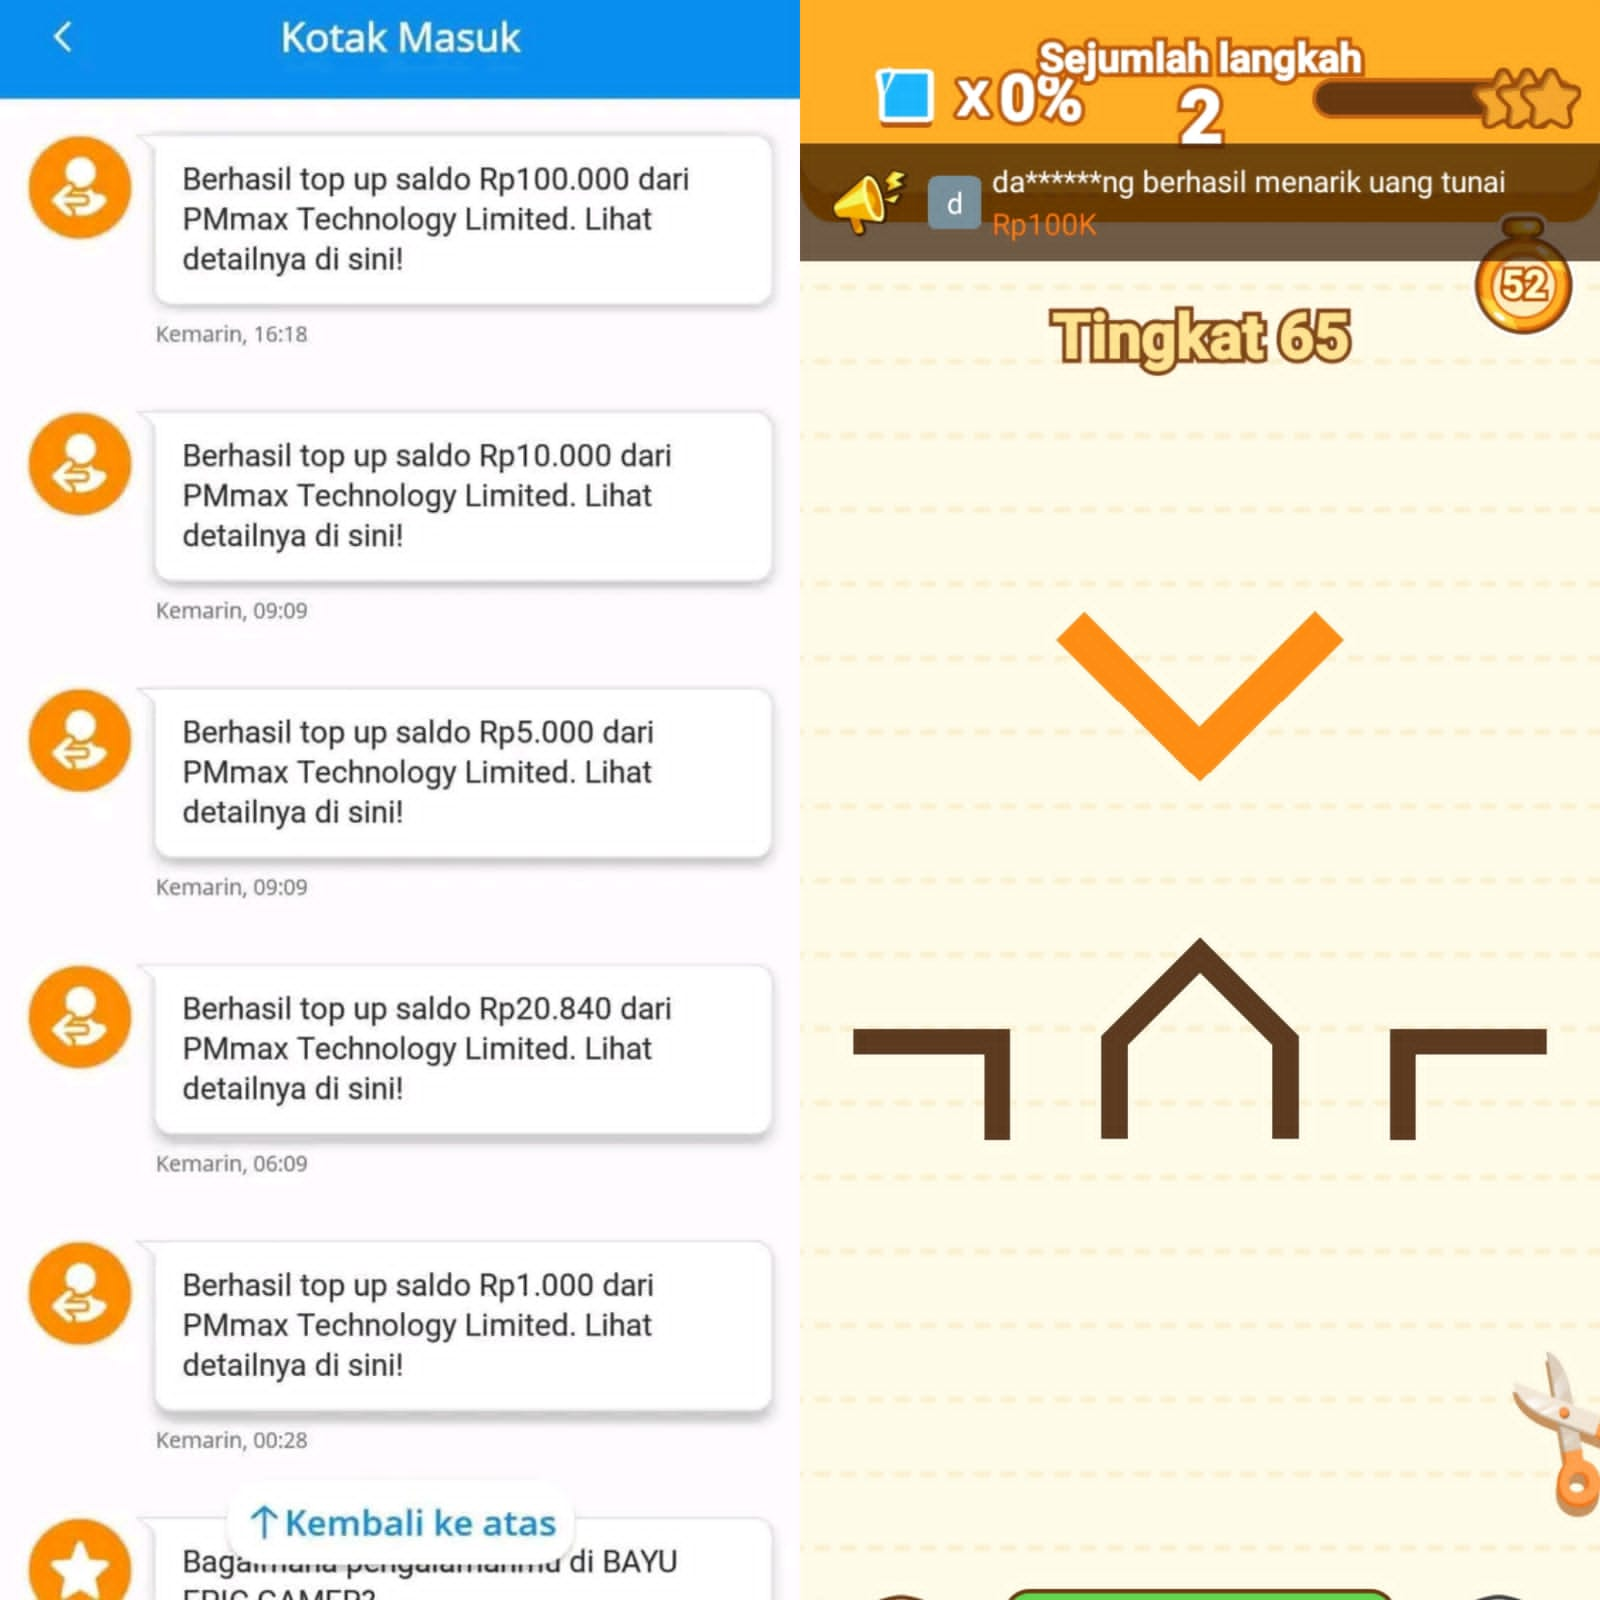 Kotak Masuk
Berhasil top up saldo Rp100.000 dari
PMmax Technology Limited. Lihat
detailnya di sini!
Kemarin, 16:18
Berhasil top up saldo Rp10.000 dari
PMmax Technology Limited. Lihat
detailnya di sini!
Kemarin, 09:09
Berhasil top up saldo Rp5.000 dari
PMmax Technology Limited. Lihat
detailnya di sini!
Kemarin, 09:09
Berhasil top up saldo Rp20.840 dari
PMmax Technology Limited. Lihat
detailnya di sini!
Kemarin, 06:09
Berhasil top up saldo Rp1.000 dari
PMmax Technology Limited. Lihat
detailnya di sini!
Kemarin, 00:28
↑ Kembali ke atas
Bagaimana pengalamanmu di BAYU
EPIC GAMER?
Sejumlah langkah
x 0%
2
d
da******ng berhasil menarik uang tunai
Rp100K
52
Tingkat 65